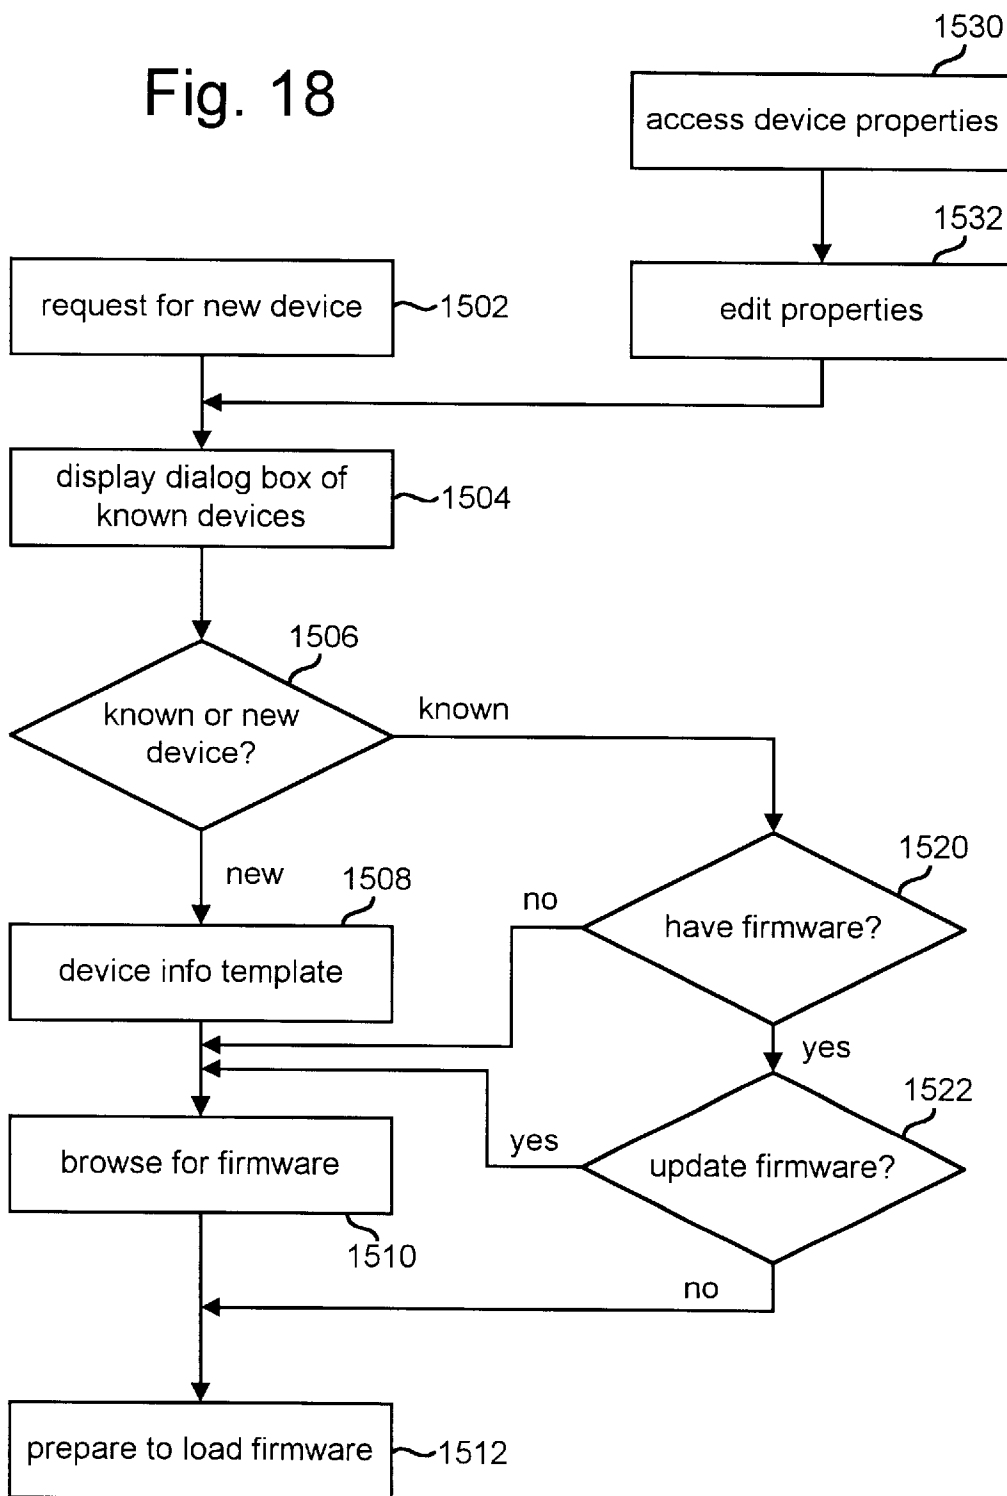 Fig. 18
1530
access device properties
1532
edit properties
request for new device
1502
display dialog box of
known devices
1504
1506
known or new
device?
known
new
1508
device info template
1520
have firmware?
no
yes
1522
update firmware?
yes
no
browse for firmware
1510
prepare to load firmware
1512